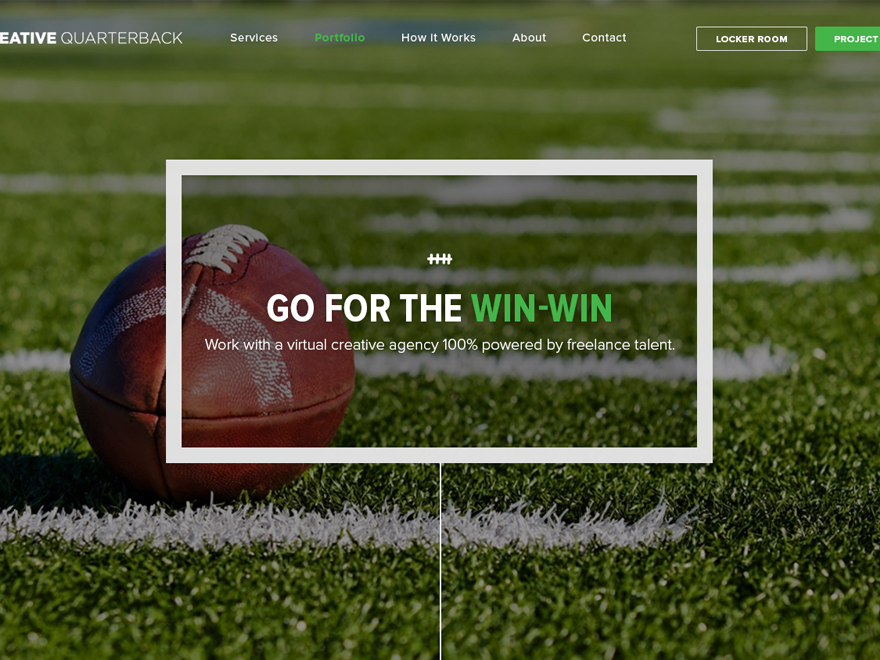 EATIVE QUARTERBACK
Services
Portfolio
How it Works
About
Contact
LOCKER ROOM
PROJECT
GO FOR THE WIN-WIN
Work with a virtual creative agency 100% powered by freelance talent.